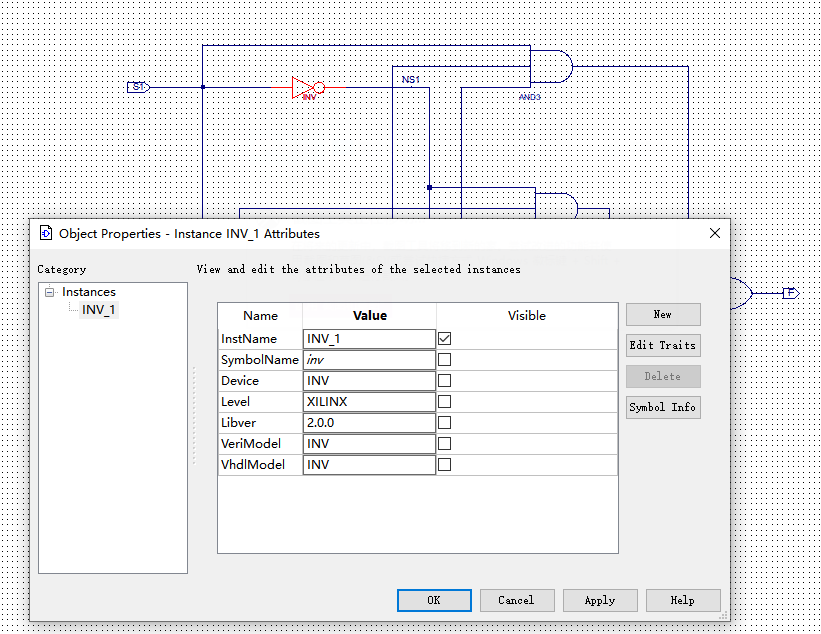 NS1
S1
INV
AND3
Object Properties - Instance INV_1 Attributes
Category
View and edit the attributes of the selected instances
Instances
INV_1
Name Value Visible
InstName INV_1
SymbolName inv
Device INV
Level XILINX
Libver 2.0.0
VeriModel INV
VhdlModel INV
New
Edit Traits
Delete
Symbol Info
F
OK Cancel Apply Help